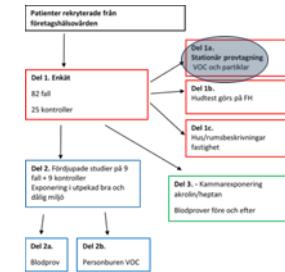 Patienter rekryterade från
företagshälsovården
Del 1a.
Stationär provtagning
VOC och partiklar
Del 1. Enkät
82 fall
25 kontroller
Del 1b.
Hudtest görs på FH
Del 1c.
Hus/rumsbeskrivningar
fastighet
Del 2. Fördjupade studier på 9
fall + 9 kontroller
Exponering i utpekad bra och
dålig miljö
Del 3. - Kammarexponering
akrolin/heptan
Blodprover före och efter
Del 2a.
Blodprov
Del 2b.
Personburen VOC